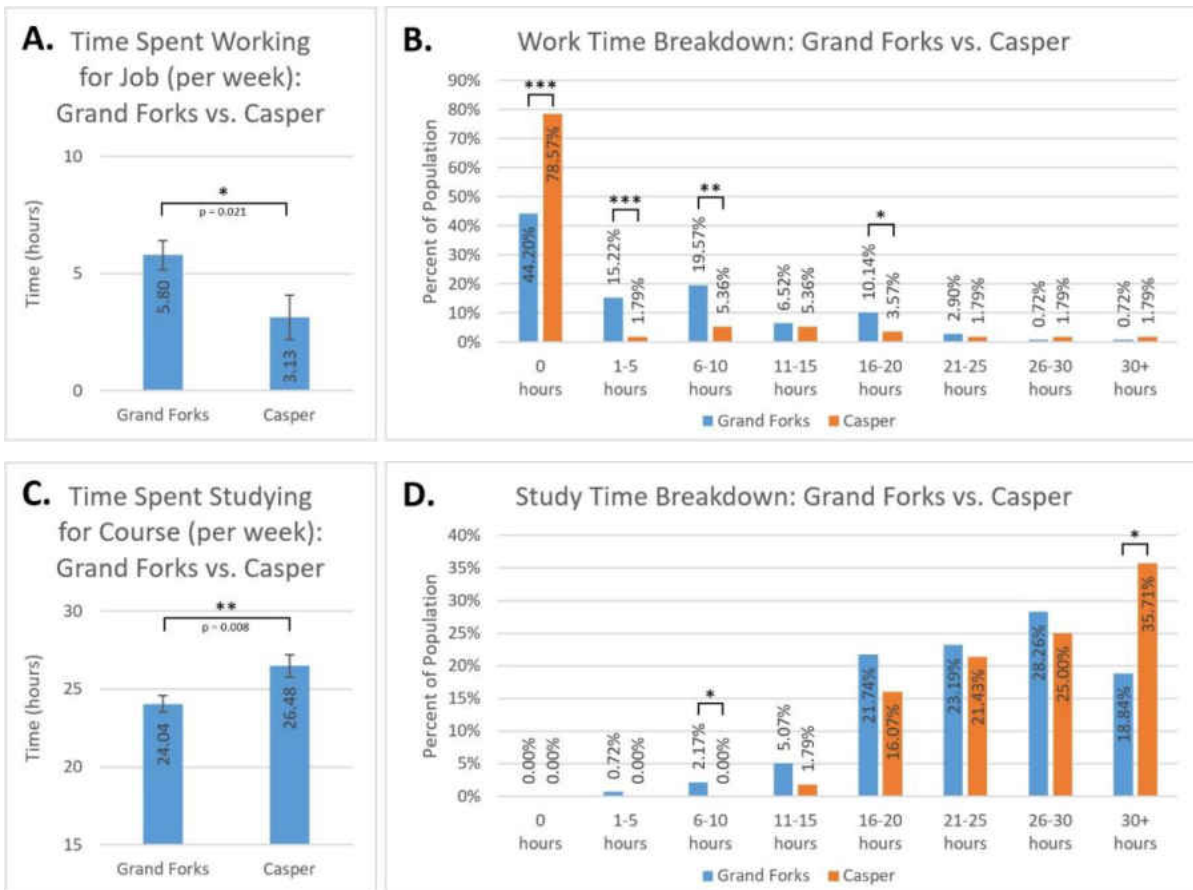 A. Time Spent Working
for Job (per week):
Grand Forks vs. Casper
10
5
0
Time (hours)
*
p = 0.021
5.80
3.13
Grand Forks
Casper
B. Work Time Breakdown: Grand Forks vs. Casper
90%
80%
70%
60%
50%
40%
30%
20%
10%
0%
Percent of Population
***
***
**
*
44.20%
78.57%
15.22%
1.79%
19.57%
5.36%
6.52%
5.36%
10.14%
3.57%
2.90%
1.79%
0.72%
1.79%
0.72%
1.79%
0 1-5 6-10 11-15 16-20 21-25 26-30 30+
hours hours hours hours hours hours hours hours
Grand Forks Casper
C. Time Spent Studying
for Course (per week):
Grand Forks vs. Casper
30
25
20
15
Time (hours)
**
p = 0.008
24.04
26.48
Grand Forks
Casper
D. Study Time Breakdown: Grand Forks vs. Casper
40%
35%
30%
25%
20%
15%
10%
5%
0%
Percent of Population
*
*
0.00%
0.00%
0.72%
0.00%
2.17%
0.00%
5.07%
1.79%
21.74%
16.07%
23.19%
21.43%
28.26%
25.00%
18.84%
35.71%
0 1-5 6-10 11-15 16-20 21-25 26-30 30+
hours hours hours hours hours hours hours hours
Grand Forks Casper